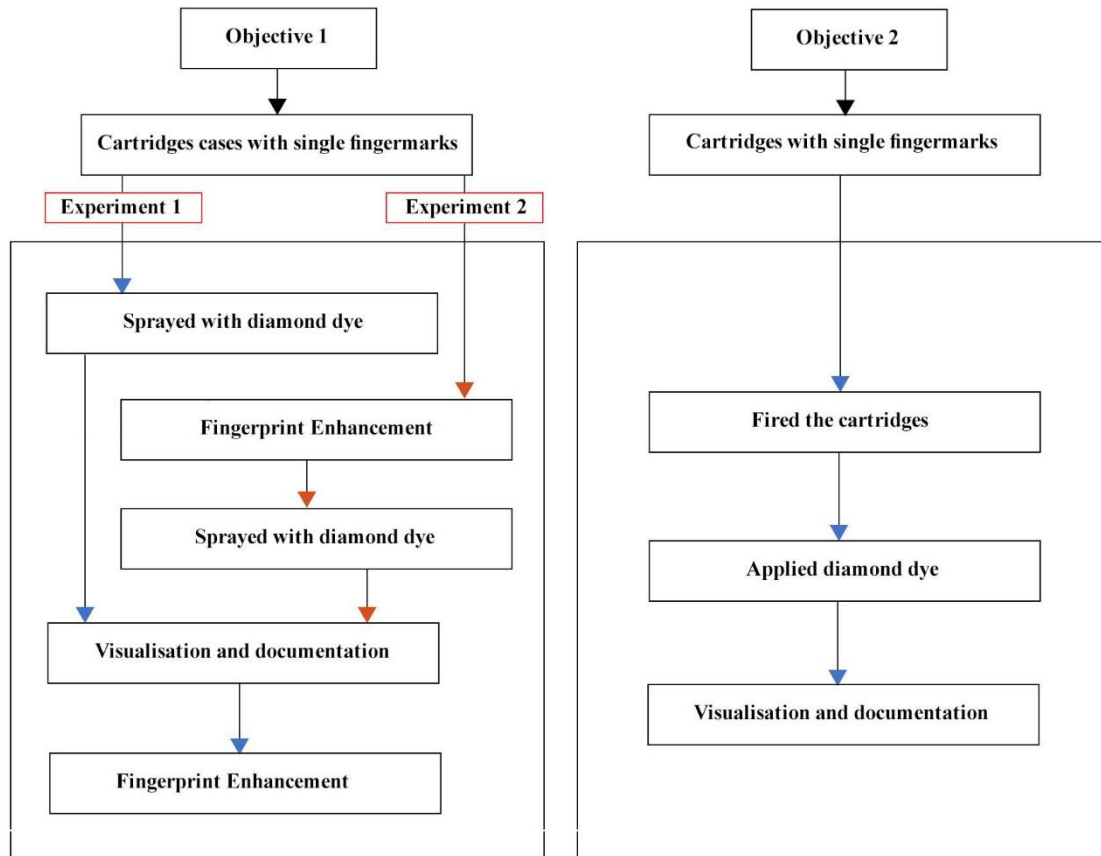 Objective 1
Cartridges cases with single fingermarks
Experiment 1
Experiment 2
Sprayed with diamond dye
Fingerprint Enhancement
Sprayed with diamond dye
Visualisation and documentation
Fingerprint Enhancement
Objective 2
Cartridges with single fingermarks
Fired the cartridges
Applied diamond dye
Visualisation and documentation